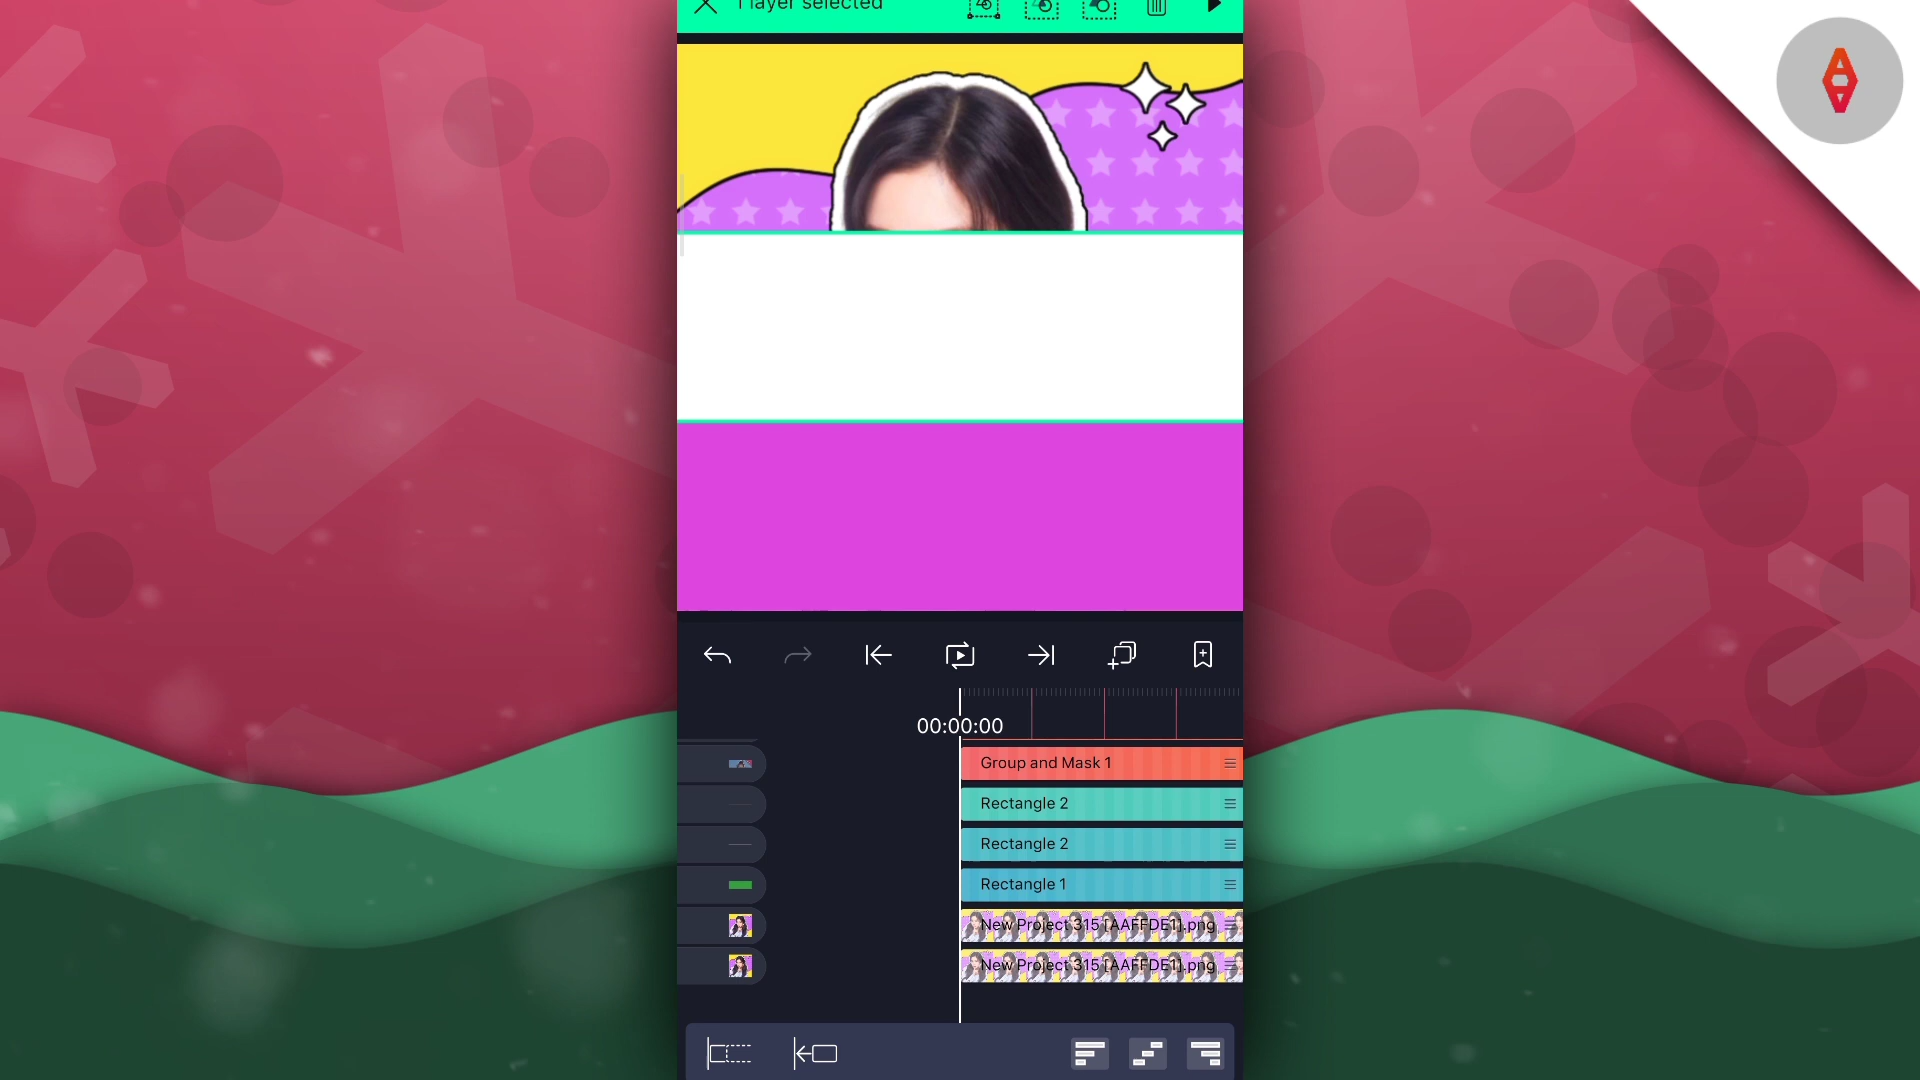 1 layer selected
00:00:00
Group and Mask 1
Rectangle 2
Rectangle 2
Rectangle 1
New Project 315 [AAFFDE1].png
New Project 315 [AAFFDE1].png